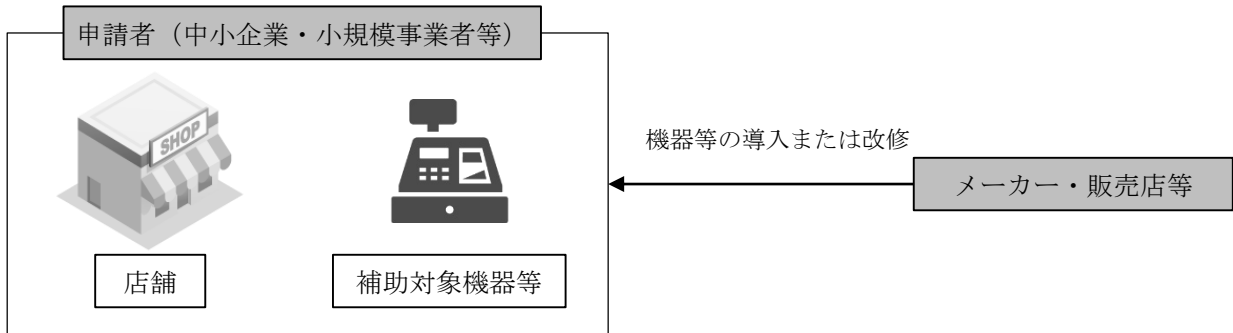 申請者（中小企業・小規模事業者等）
SHOP
機器等の導入または改修
メーカー・販売店等
店舗
補助対象機器等